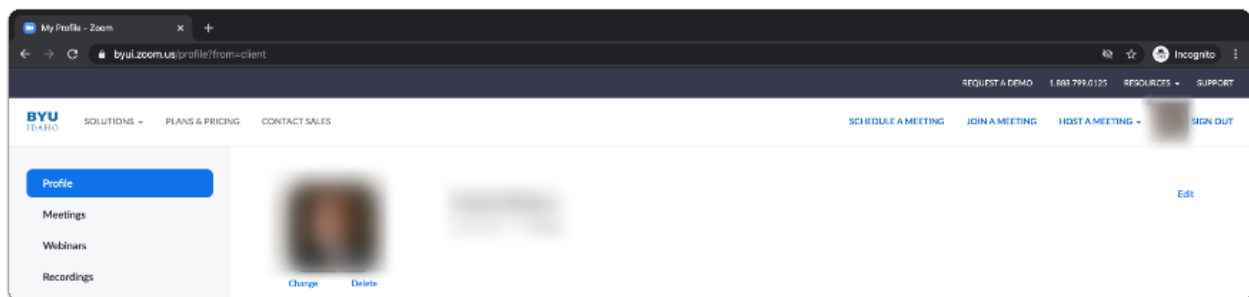 My Profile - Zoom
byui.zoom.us/profile?from=client
Incognito
REQUEST A DEMO 1.888.799.0125 RESOURCES SUPPORT
BYU
IDAHO
SOLUTIONS PLANS & PRICING CONTACT SALES
SCHEDULE A MEETING JOIN A MEETING HOST A MEETING SIGN OUT
Profile
Edit
Meetings
Webinars
Recordings
Change Delete